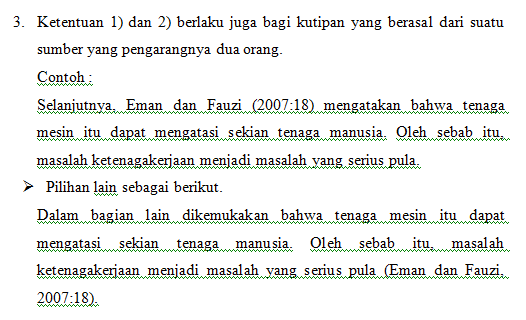 3. Ketentuan 1) dan 2) berlaku juga bagi kutipan yang berasal dari suatu
sumber yang pengarangnya dua orang.
Contoh :
Selanjutnya, Eman dan Fauzi (2007:18) mengatakan bahwa tenaga
mesin itu dapat mengatasi sekian tenaga manusia. Oleh sebab itu,
masalah ketenagakerjaan menjadi masalah yang serius pula.
➢ Pilihan lain sebagai berikut.
Dalam bagian lain dikemukakan bahwa tenaga mesin itu dapat
mengatasi sekian tenaga manusia. Oleh sebab itu, masalah
ketenagakerjaan menjadi masalah yang serius pula (Eman dan Fauzi,
2007:18).